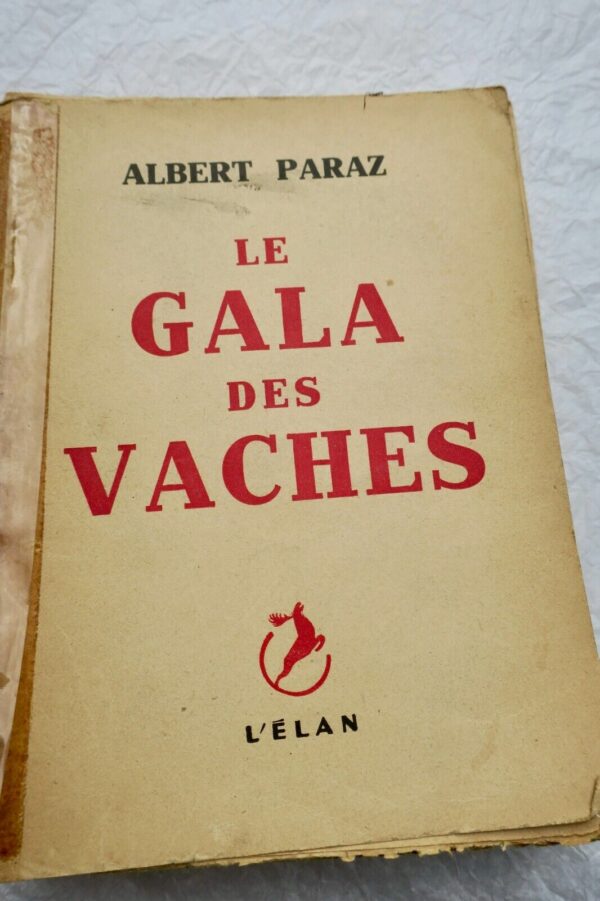 ALBERT PARAZ
LE
GALA
DES
VACHES
L'ÉLAN